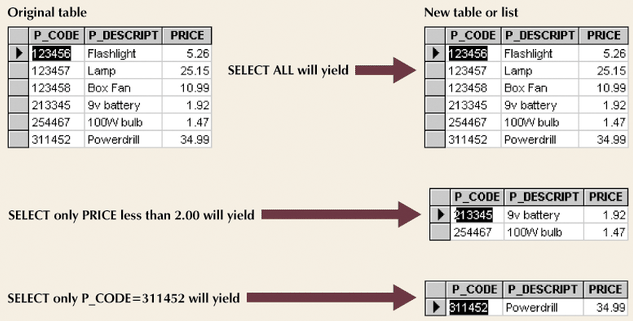 Original table
New table or list
P_CODE P_DESCRIPT PRICE
123456 Flashlight 5.26
123457 Lamp 25.15
123458 Box Fan 10.99
213345 9v battery 1.92
254467 100W bulb 1.47
311452 Powerdrill 34.99
SELECT ALL will yield
P_CODE P_DESCRIPT PRICE
123456 Flashlight 5.26
123457 Lamp 25.15
123458 Box Fan 10.99
213345 9v battery 1.92
254467 100W bulb 1.47
311452 Powerdrill 34.99
SELECT only PRICE less than 2.00 will yield
P_CODE P_DESCRIPT PRICE
213345 9v battery 1.92
254467 100W bulb 1.47
SELECT only P_CODE=311452 will yield
P_CODE P_DESCRIPT PRICE
311452 Powerdrill 34.99